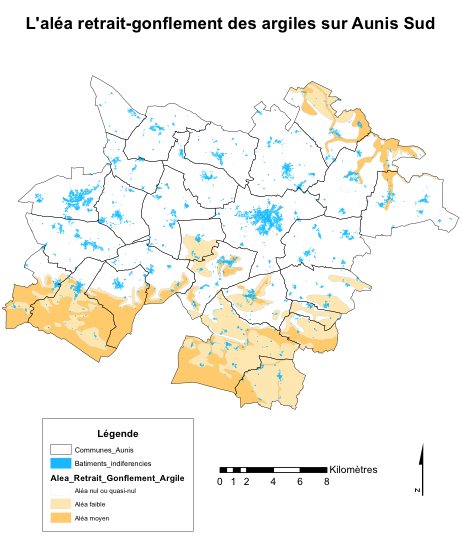 L'aléa retrait-gonflement des argiles sur Aunis Sud
Légende
Communes_Aunis
Batiments_indiferencies
Alea_Retrait_Gonflement_Argile
Aléa nul ou quasi-nul
Aléa faible
Aléa moyen
Kilomètres
0 1 2 4 6 8
N